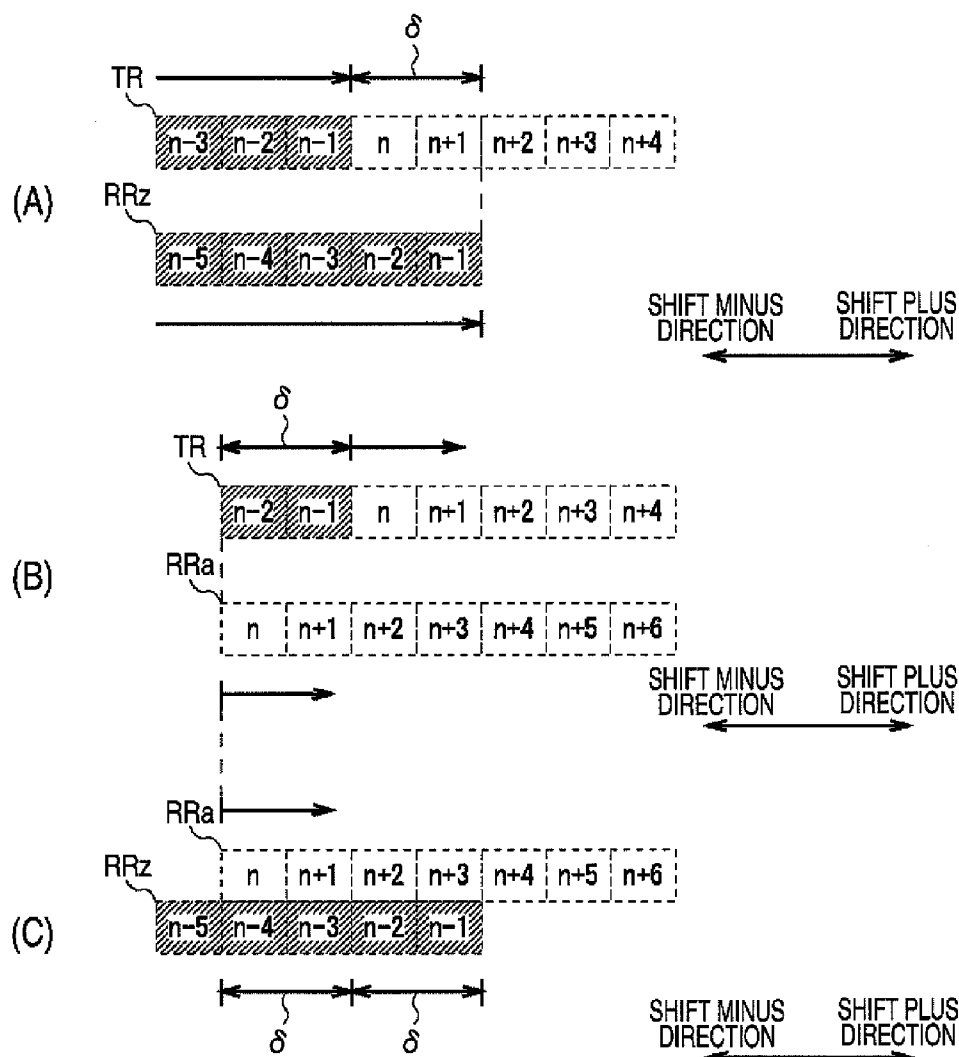 δ
TR
n-3 n-2 n-1 n n+1 n+2 n+3 n+4
(A)
RRz
n-5 n-4 n-3 n-2 n-1
SHIFT MINUS DIRECTION SHIFT PLUS DIRECTION
δ
TR
n-2 n-1 n n+1 n+2 n+3 n+4
(B)
RRa
n n+1 n+2 n+3 n+4 n+5 n+6
SHIFT MINUS DIRECTION SHIFT PLUS DIRECTION
RRa
n n+1 n+2 n+3 n+4 n+5 n+6
RRz
n-5 n-4 n-3 n-2 n-1
(C)
δ δ
SHIFT MINUS DIRECTION SHIFT PLUS DIRECTION